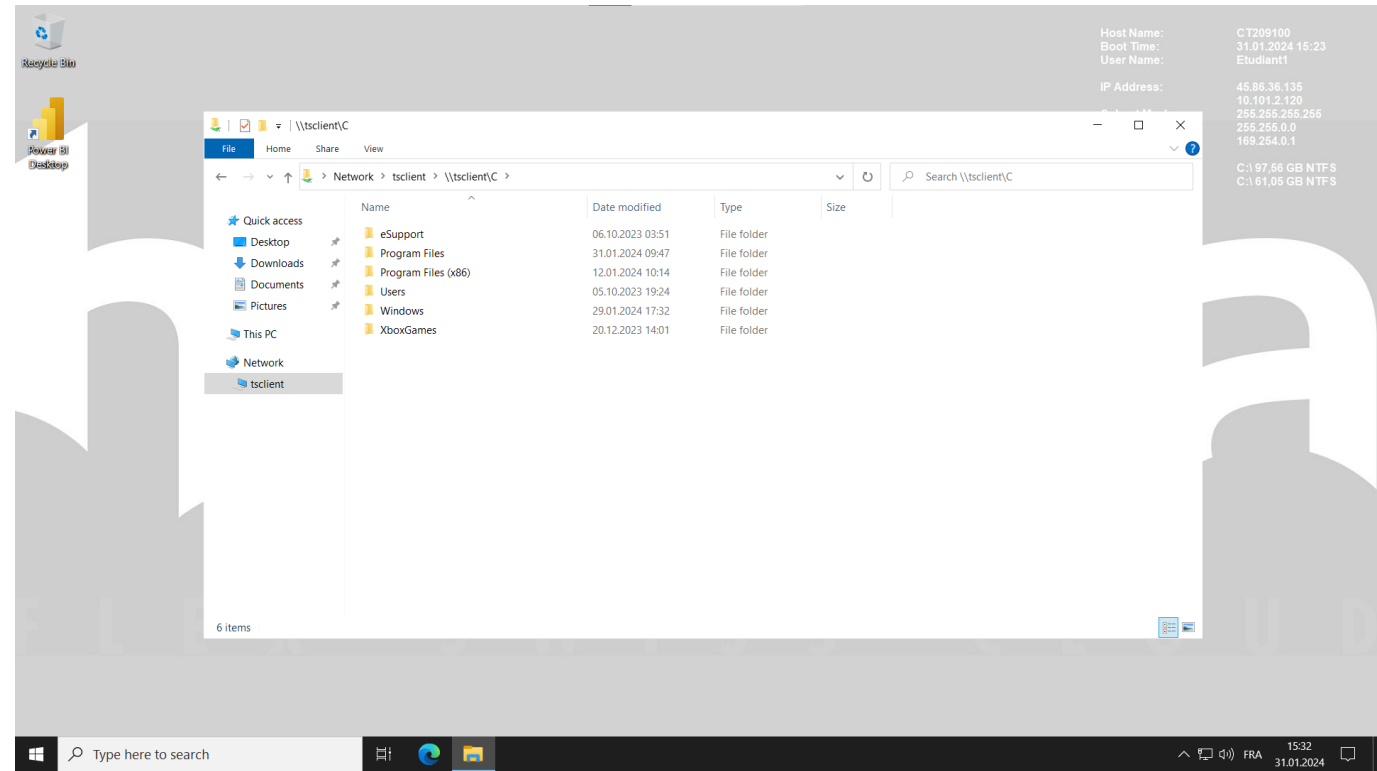 Recycle Bin
Power BI
Desktop
Host Name: CT209100
Boot Time: 31.01.2024 15:23
User Name: Etudiant1
IP Address: 45.86.36.135
10.101.2.120
255.255.255.255
255.255.0.0
169.254.0.1
C:\ 97,56 GB NTFS
C:\ 61,05 GB NTFS
\\tsclient\C
File Home Share View
Network > tsclient > \\tsclient\C >
Search \\tsclient\C
Name Date modified Type Size
Quick access
Desktop
Downloads
Documents
Pictures
This PC
Network
tsclient
eSupport 06.10.2023 03:51 File folder
Program Files 31.01.2024 09:47 File folder
Program Files (x86) 12.01.2024 10:14 File folder
Users 05.10.2023 19:24 File folder
Windows 29.01.2024 17:32 File folder
XboxGames 20.12.2023 14:01 File folder
6 items
Type here to search
FRA
15:32
31.01.2024